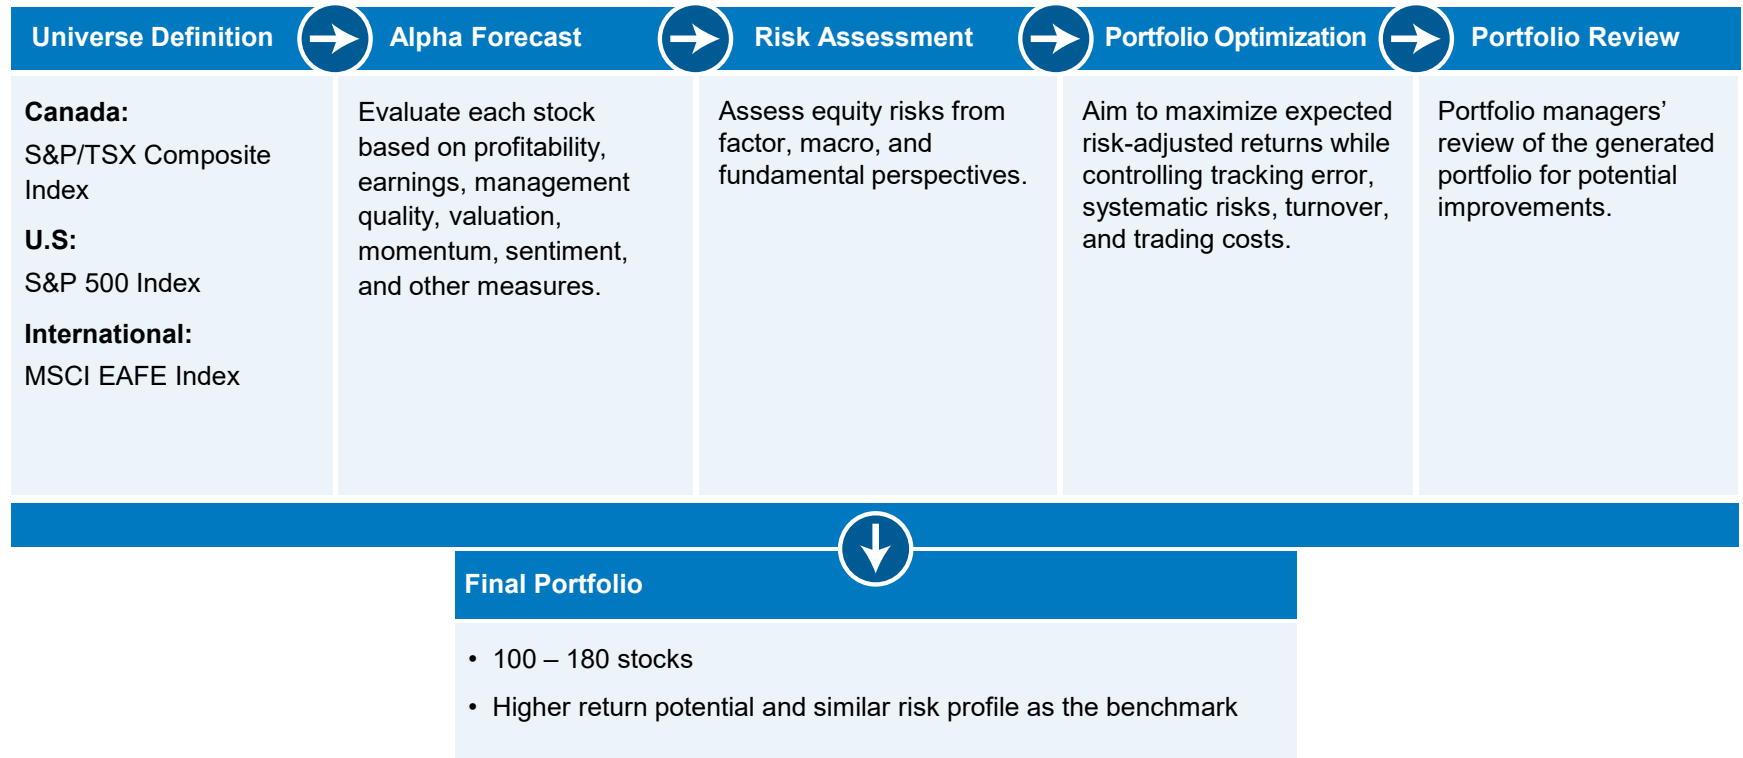 Universe Definition
Alpha Forecast
Risk Assessment
Portfolio Optimization
Portfolio Review
Canada:
S&P/TSX Composite
Index
U.S:
S&P 500 Index
International:
MSCI EAFE Index
Evaluate each stock
based on profitability,
earnings, management
quality, valuation,
momentum, sentiment,
and other measures.
Assess equity risks from
factor, macro, and
fundamental perspectives.
Aim to maximize expected
risk-adjusted returns while
controlling tracking error,
systematic risks, turnover,
and trading costs.
Portfolio managers’
review of the generated
portfolio for potential
improvements.
Final Portfolio
• 100 – 180 stocks
• Higher return potential and similar risk profile as the benchmark